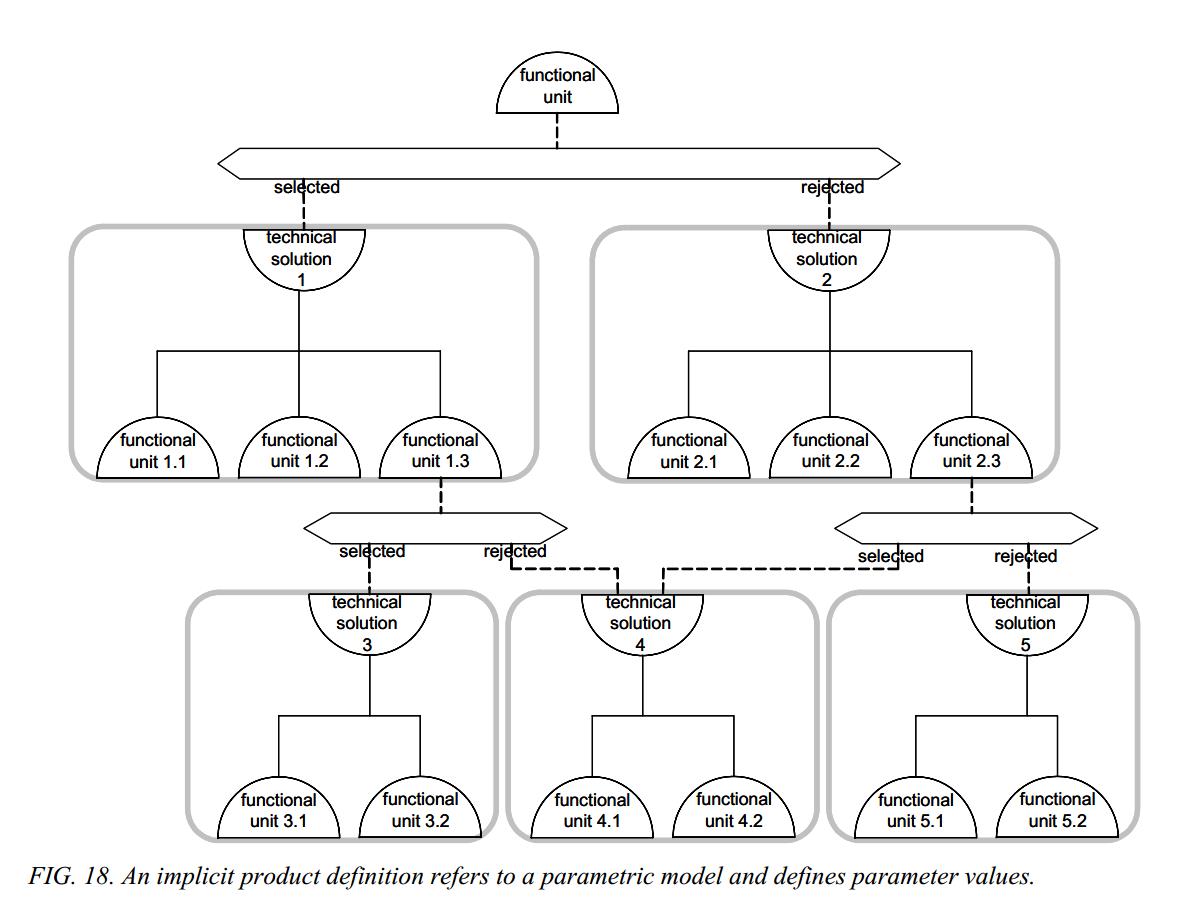 functional
unit
selected
rejected
technical
solution
1
technical
solution
2
functional
unit 1.1
functional
unit 1.2
functional
unit 1.3
functional
unit 2.1
functional
unit 2.2
functional
unit 2.3
selected
rejected
selected
rejected
technical
solution
3
technical
solution
4
technical
solution
5
functional
unit 3.1
functional
unit 3.2
functional
unit 4.1
functional
unit 4.2
functional
unit 5.1
functional
unit 5.2
FIG. 18. An implicit product definition refers to a parametric model and defines parameter values.